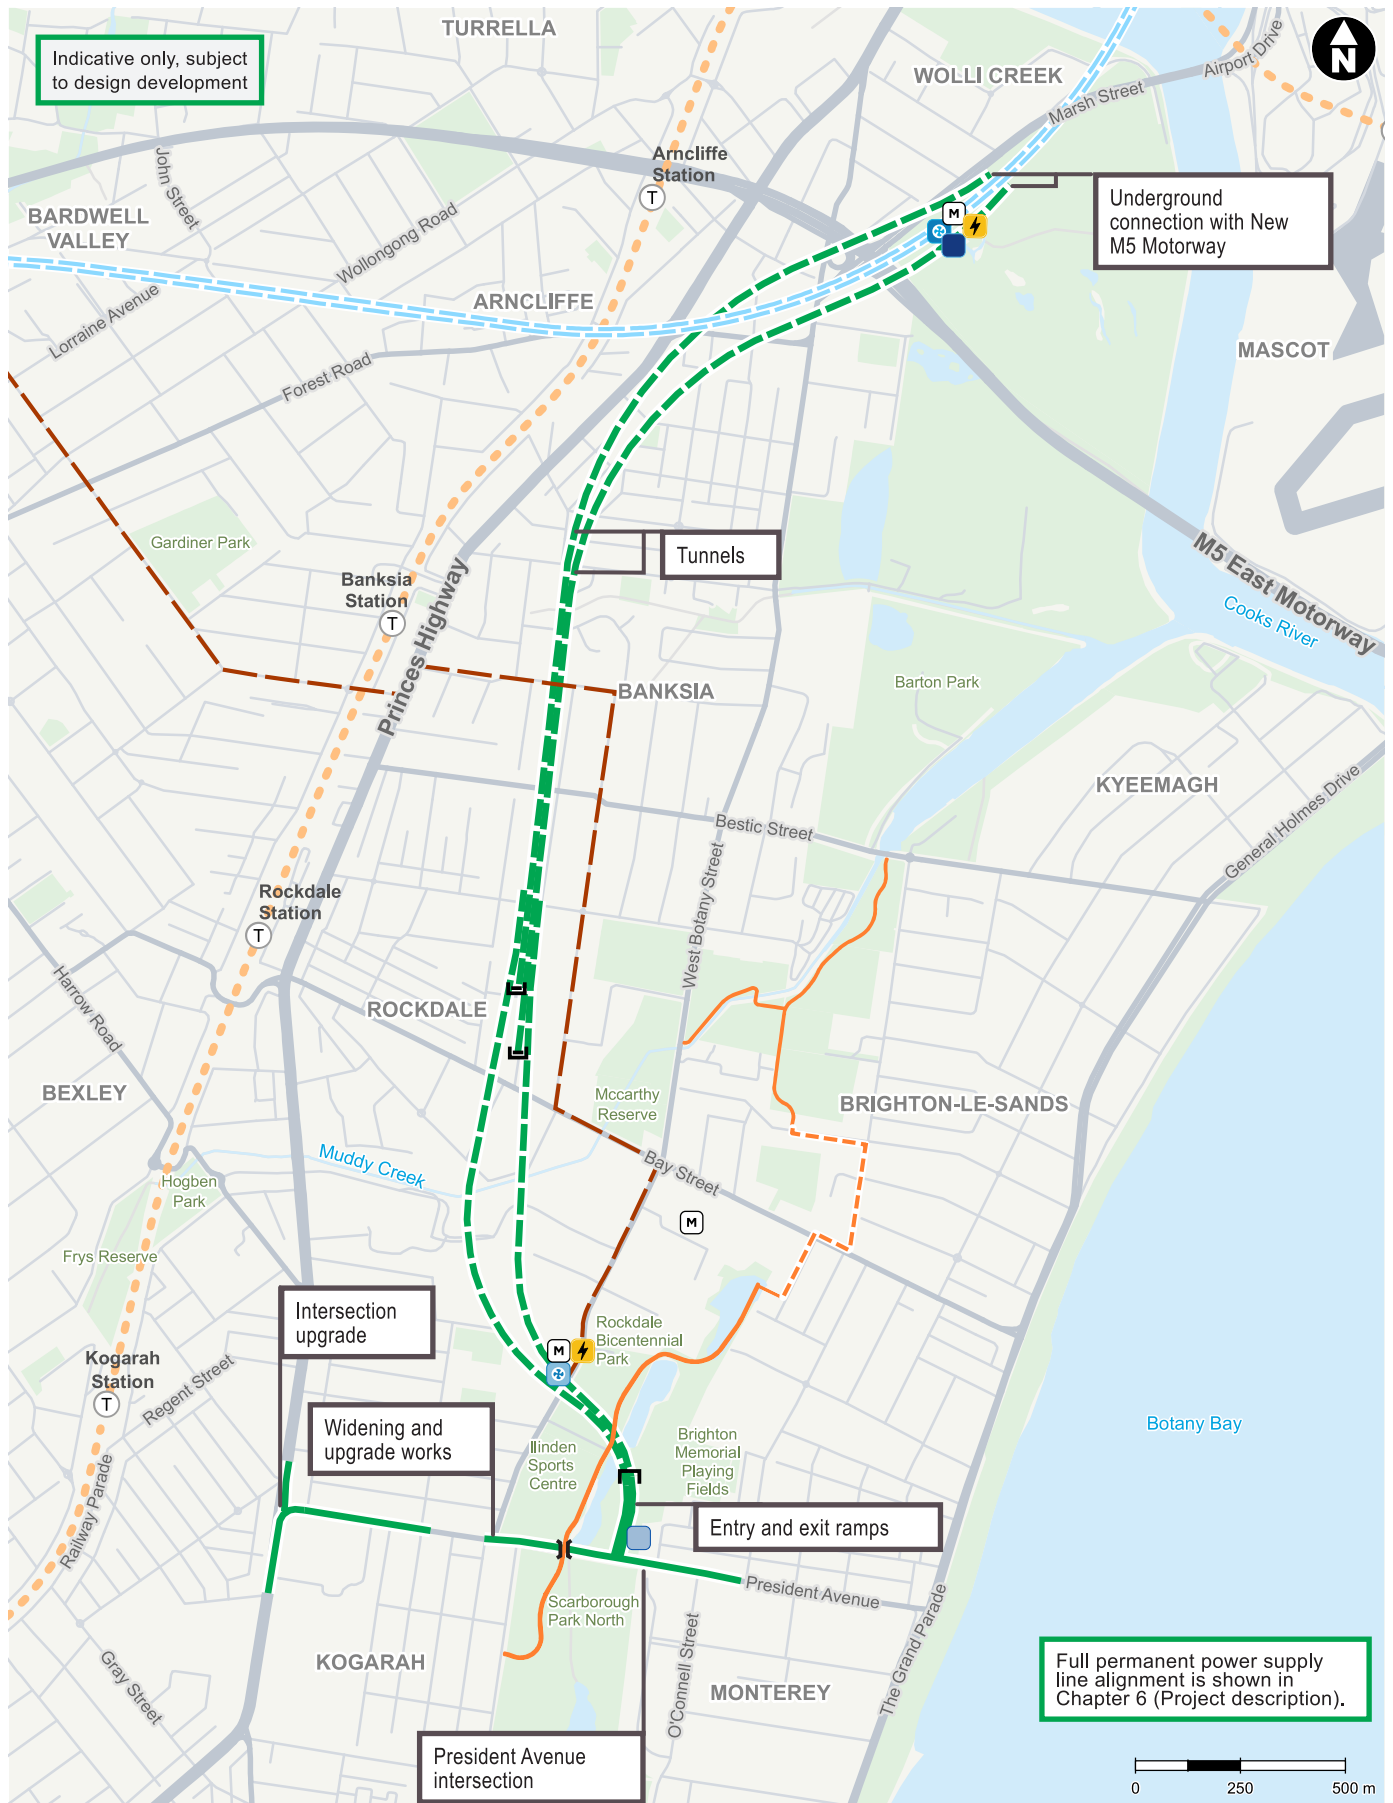 TURRELLA
Indicative only, subject
to design development
WOLLI CREEK
Airport Drive
N
Marsh Street
John Street
Arncliffe
Station
T
Underground
connection with New
M5 Motorway
BARDWELL
VALLEY
Wollongong Road
M
ARNCLIFFE
Lorraine Avenue
MASCOT
Forest Road
Gardiner Park
Tunnels
M5 East Motorway
Banksia
Station
T
Princes Highway
Cooks River
Barton Park
BANKSIA
KYEEMAGH
General Holmes Drive
Bestic Street
West Botany Street
Rockdale
Station
T
Harrow Road
ROCKDALE
BEXLEY
Mccarthy
Reserve
BRIGHTON-LE-SANDS
Muddy Creek
Bay Street
Hogben
Park
M
Frys Reserve
Intersection
upgrade
Rockdale
Bicentennial
Park
M
Kogarah
Station
T
Regent Street
Widening and
upgrade works
Ilinden
Sports
Centre
Brighton
Memorial
Playing
Fields
Botany Bay
Railway Parade
Entry and exit ramps
President Avenue
Scarborough
Park North
The Grand Parade
O'Connell Street
KOGARAH
Gray Street
MONTEREY
Full permanent power supply
line alignment is shown in
Chapter 6 (Project description).
President Avenue
intersection
0 250 500 m